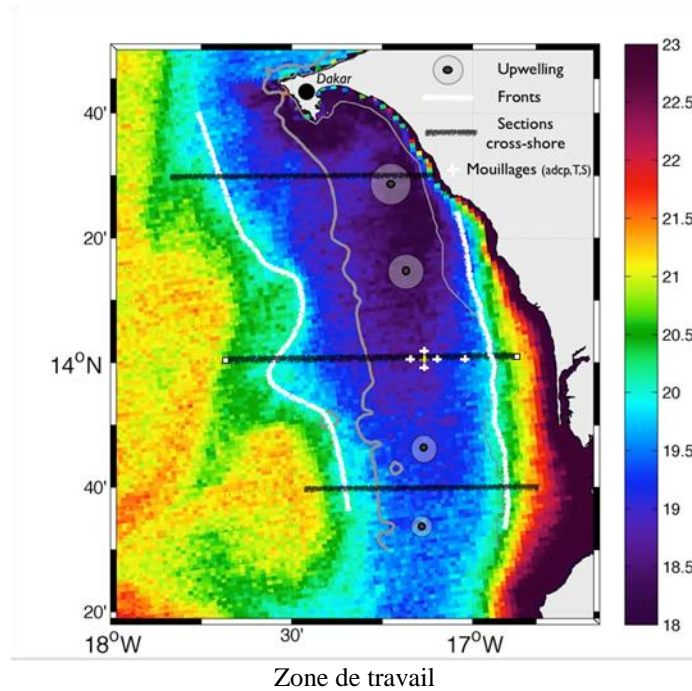 Dakar
Upwelling
Fronts
Sections
cross-shore
Mouillages (adcp,T,S)
40'
20'
14°N
40'
20'
18°W
30'
17°W
23
22.5
22
21.5
21
20.5
20
19.5
19
18.5
18
Zone de travail